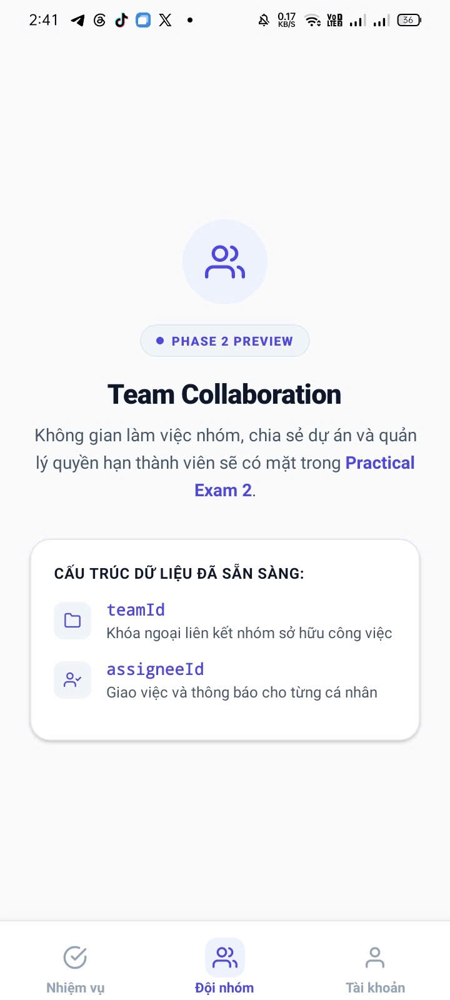 2:41
0.17
KB/S
Vo D
LTE 2
36
PHASE 2 PREVIEW
Team Collaboration
Không gian làm việc nhóm, chia sẻ dự án và quản
lý quyền hạn thành viên sẽ có mặt trong Practical
Exam 2.
CẤU TRÚC DỮ LIỆU ĐÃ SẴN SÀNG:
teamId
Khóa ngoại liên kết nhóm sở hữu công việc
assigneeId
Giao việc và thông báo cho từng cá nhân
Nhiệm vụ
Đội nhóm
Tài khoản